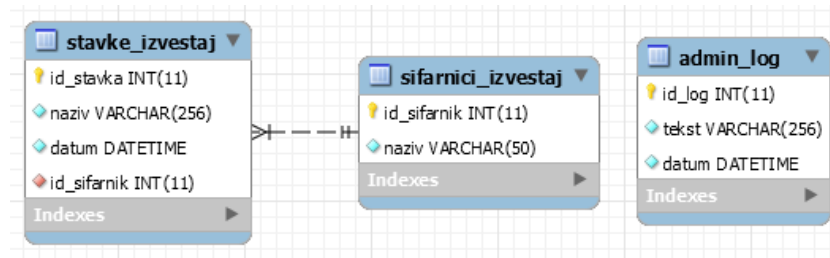 stavke_izvestaj
id_stavka INT(11)
naziv VARCHAR(256)
datum DATETIME
id_sifarnik INT(11)
Indexes
sifarnici_izvestaj
id_sifarnik INT(11)
naziv VARCHAR(50)
Indexes
admin_log
id_log INT(11)
tekst VARCHAR(256)
datum DATETIME
Indexes